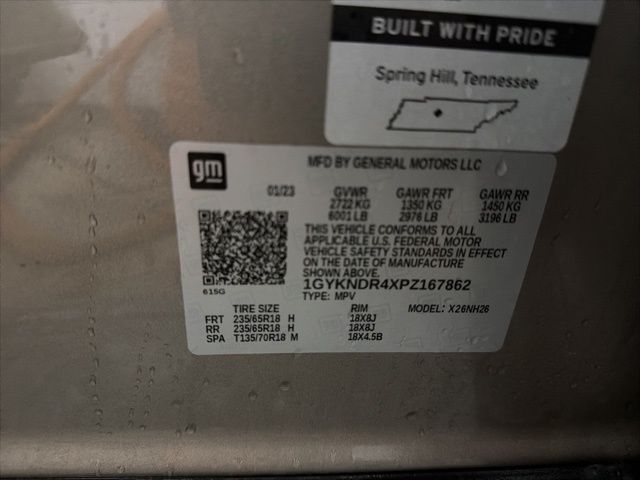 BUILT WITH PRIDE
Spring Hill, Tennessee
gm
MFD BY GENERAL MOTORS LLC
01/23 GVWR GAWR FRT GAWR RR
2722 KG 1350 KG 1450 KG
6001 LB 2976 LB 3196 LB
THIS VEHICLE CONFORMS TO ALL
APPLICABLE U.S. FEDERAL MOTOR
VEHICLE SAFETY STANDARDS IN EFFECT
ON THE DATE OF MANUFACTURE
SHOWN ABOVE.
1GYKNDR4XPZ167862
615G
TYPE: MPV
TIRE SIZE RIM MODEL: X26NH26
FRT 235/65R18 H 18X8J
RR 235/65R18 H 18X8J
SPA T135/70R18 M 18X4.5B